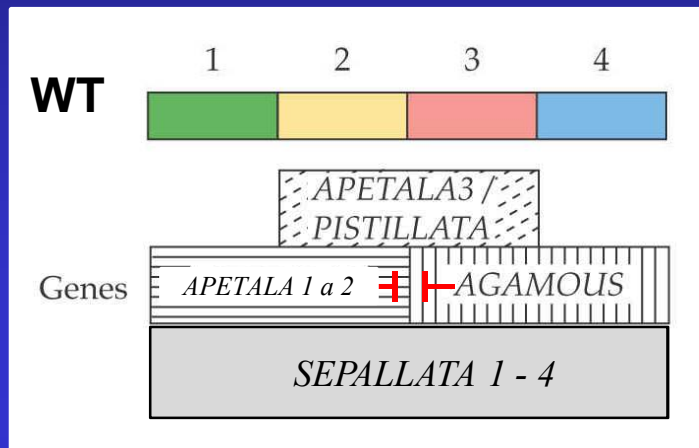 1 2 3 4
WT
APETALA3 /
PISTILLATA
Genes APETALA 1 a 2 AGAMOUS
SEPALLATA 1 - 4